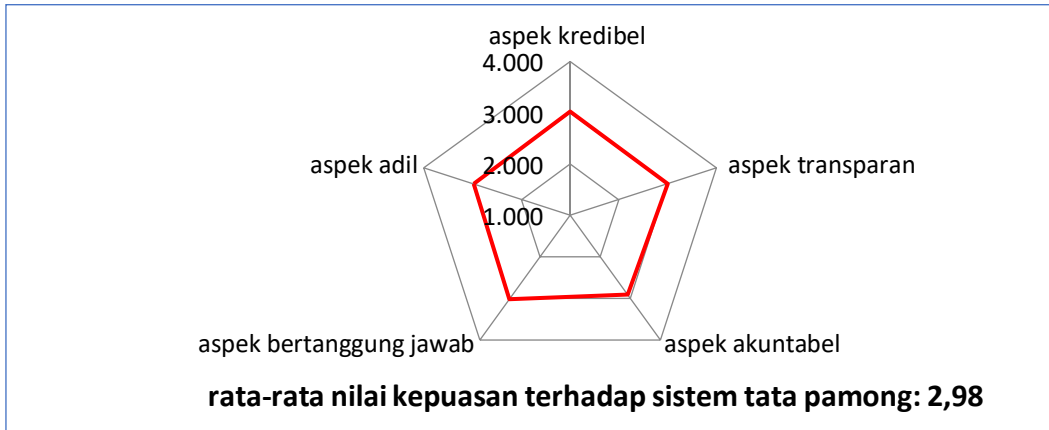 aspek kredibel
4.000
3.000
aspek adil
2.000
aspek transparan
1.000
aspek bertanggung jawab
aspek akuntabel
rata-rata nilai kepuasan terhadap sistem tata pamong: 2,98